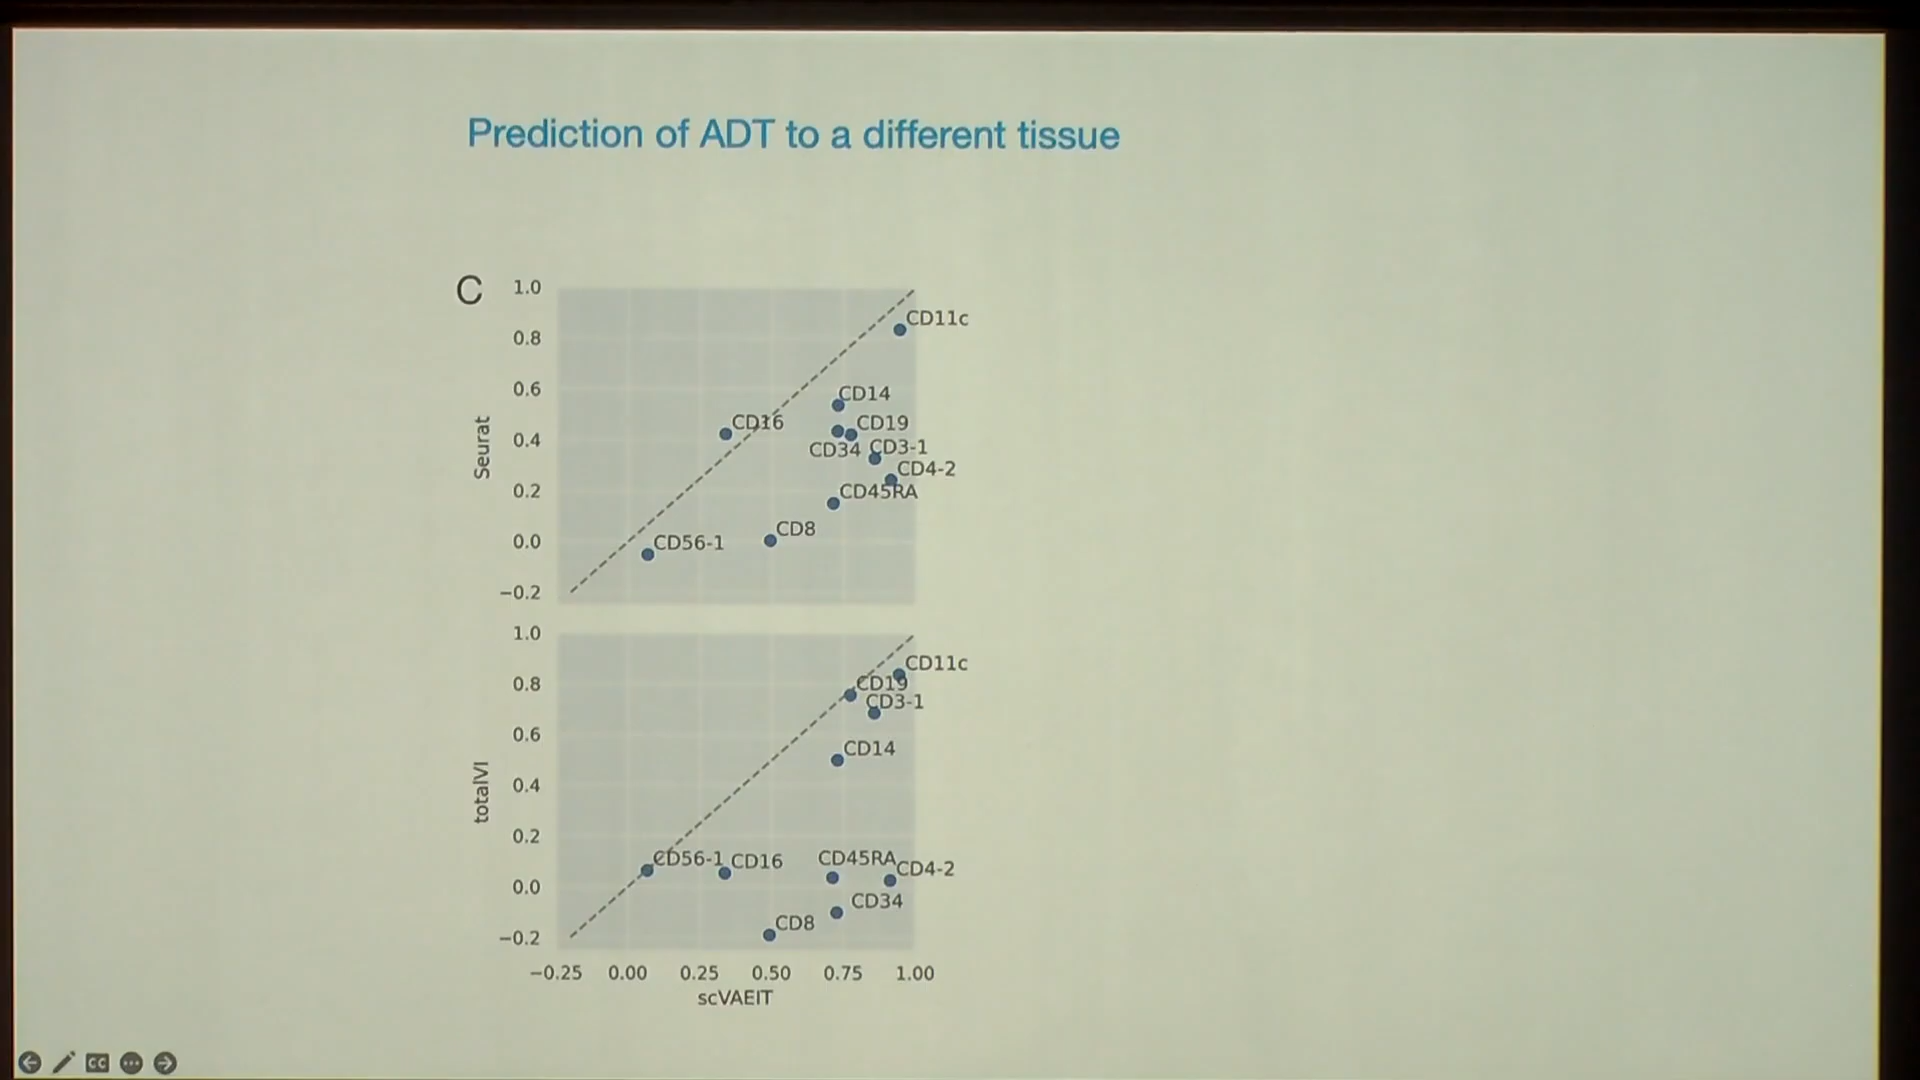 Prediction of ADT to a different tissue
C
1.0
0.8
0.6
0.4
0.2
0.0
−0.2
Seurat
CD11c
CD14
CD16
CD19
CD34
CD3-1
CD4-2
CD45RA
CD8
CD56-1
1.0
0.8
0.6
0.4
0.2
0.0
−0.2
totalVI
CD11c
CD19
CD3-1
CD14
CD56-1
CD16
CD45RA
CD4-2
CD34
CD8
−0.25 0.00 0.25 0.50 0.75 1.00
scVAEIT
CC